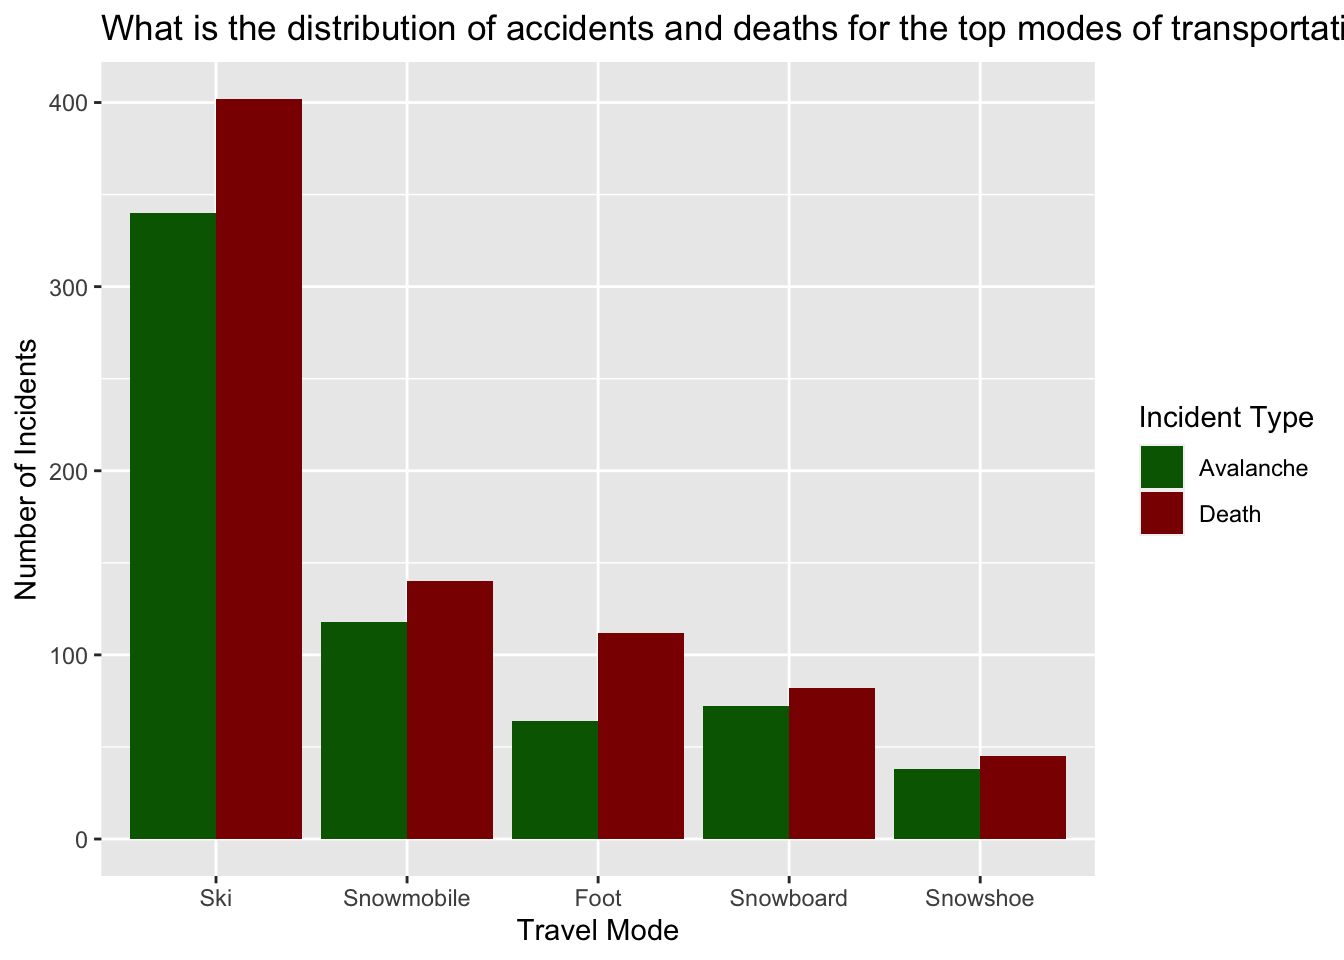 What is the distribution of accidents and deaths for the top modes of
400
300
200
100
0
Number of Incidents
Ski Snowmobile Foot Snowboard Snowshoe
Travel Mode
Incident Type
Avalanche
Death